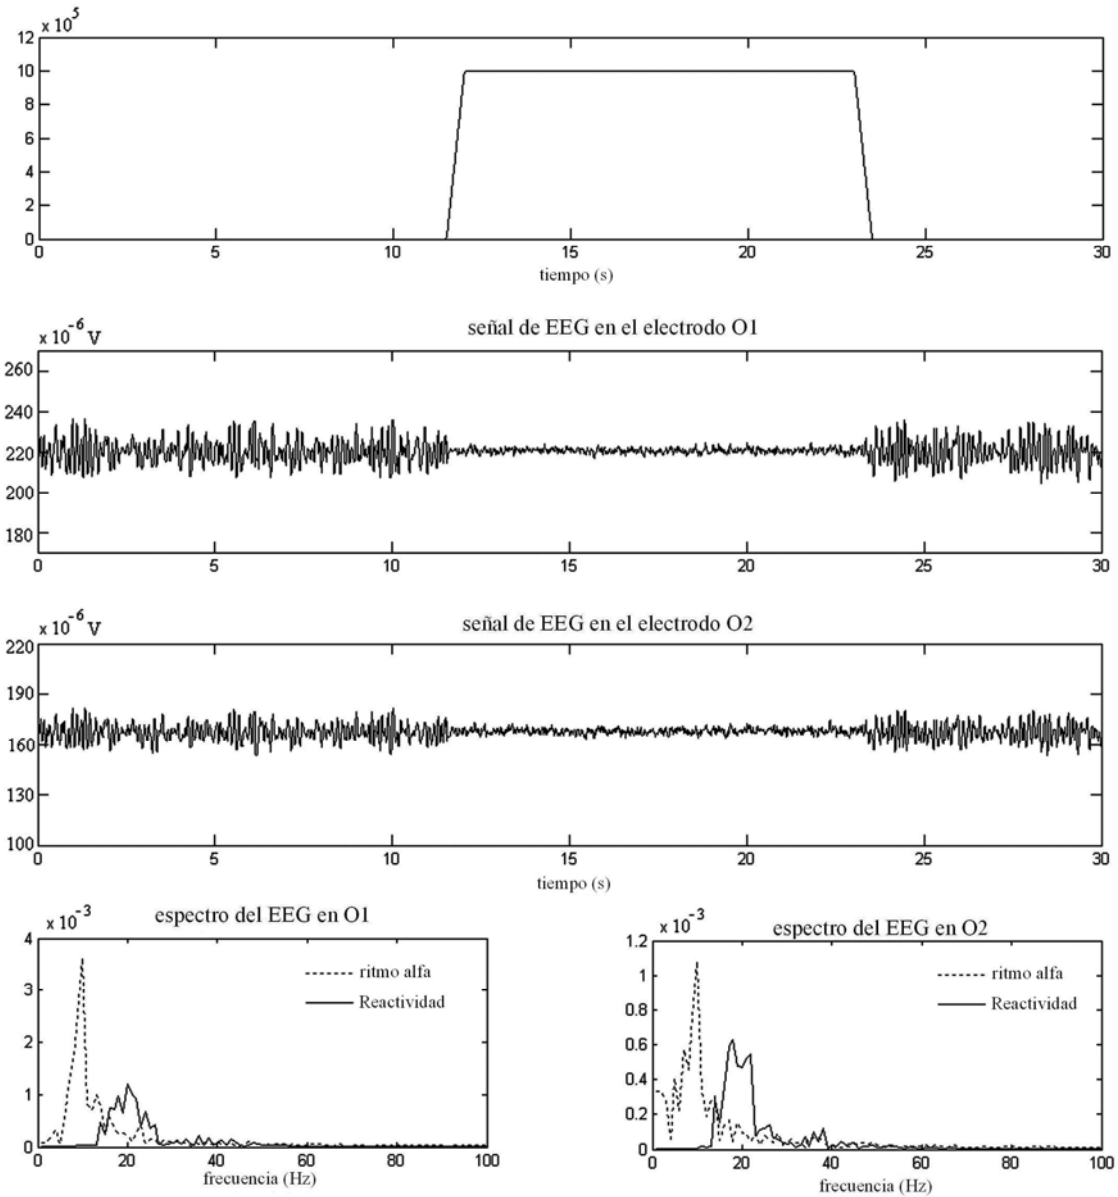 x 10^5
12
10
8
6
4
2
0
0 5 10 15 20 25 30
tiempo (s)
señal de EEG en el electrodo O1
x 10^-6 V
260
240
220
200
180
0 5 10 15 20 25 30
señal de EEG en el electrodo O2
x 10^-6 V
220
190
160
130
100
0 5 10 15 20 25 30
tiempo (s)
espectro del EEG en O1
x 10^-3
4
3
2
1
0
ritmo alfa
Reactividad
0 20 40 60 80 100
frecuencia (Hz)
espectro del EEG en O2
x 10^-3
1.2
1
0.8
0.6
0.4
0.2
0
ritmo alfa
Reactividad
0 20 40 60 80 100
frecuencia (Hz)